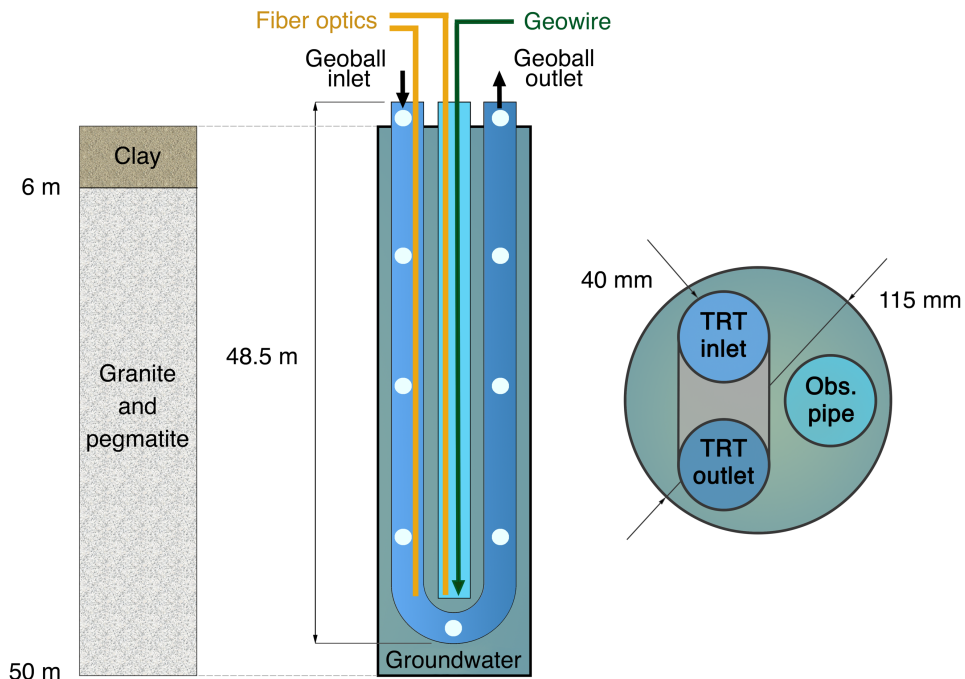 Fiber optics
Geowire
Geoball
inlet
Geoball
outlet
Clay
6 m
40 mm
115 mm
TRT
inlet
48.5 m
Granite
and
pegmatite
Obs.
pipe
TRT
outlet
Groundwater
50 m